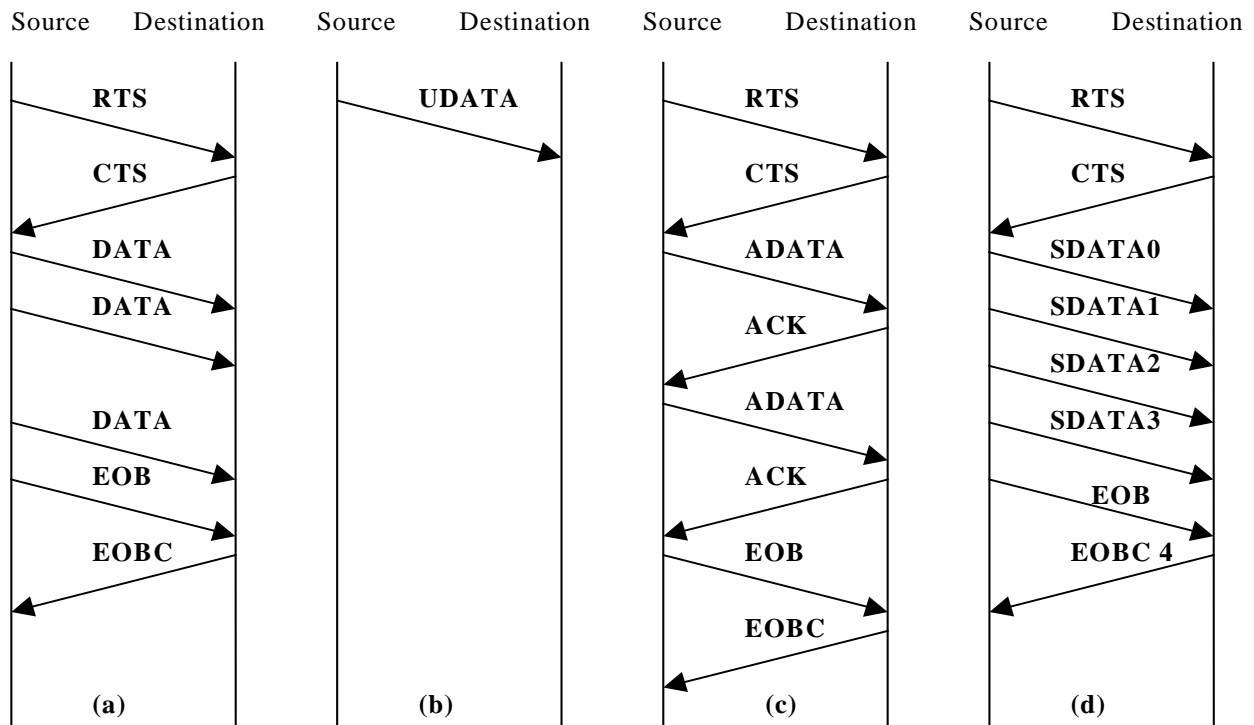 Source Destination Source Destination Source Destination Source Destination
RTS UDATA RTS RTS
CTS CTS CTS
DATA ADATA SDATA0
DATA ACK SDATA1
SDATA2
DATA ADATA SDATA3
EOB ACK EOB
EOBC EOB EOBC 4
EOBC
(a) (b) (c) (d)